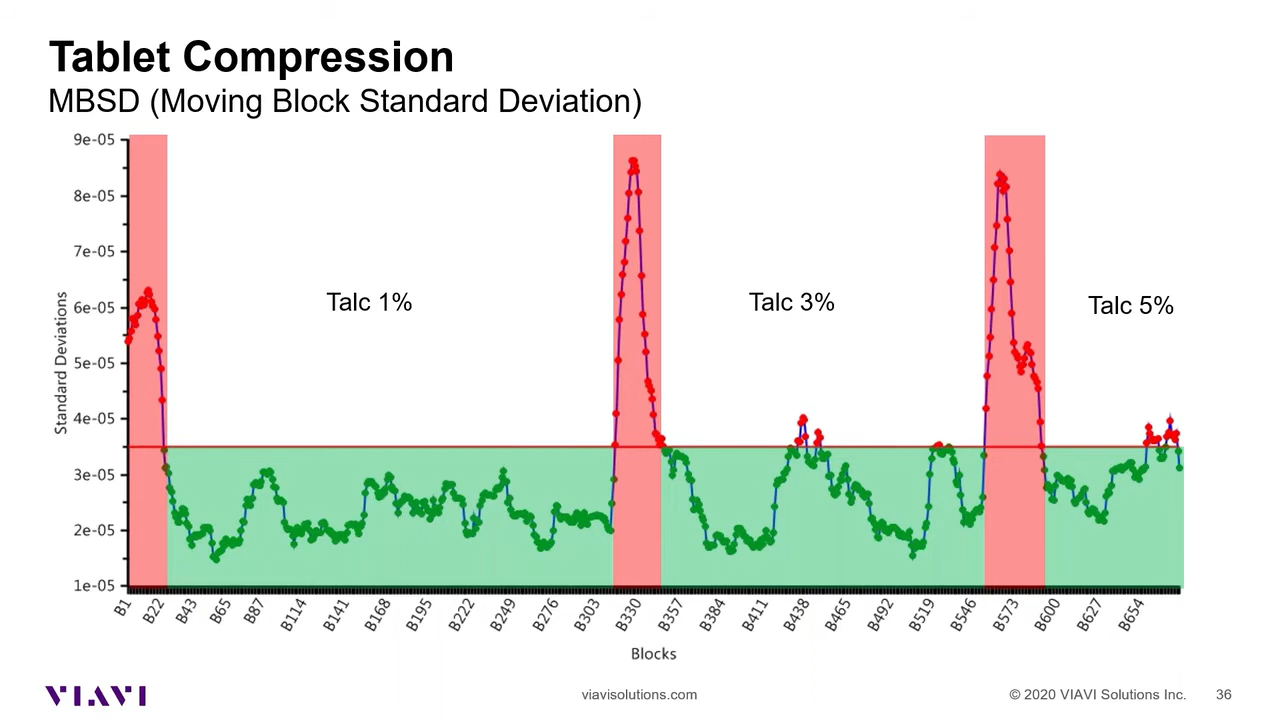 Tablet Compression
MBSD (Moving Block Standard Deviation)
9e-05
8e-05
7e-05
6e-05
5e-05
4e-05
3e-05
2e-05
1e-05
Standard Deviations
Talc 1%
Talc 3%
Talc 5%
B1
B22
B43
B65
B87
B114
B141
B168
B195
B222
B249
B276
B303
B330
B357
B384
B411
B438
B465
B492
B519
B546
B573
B600
B627
B654
Blocks
VIAVI
viavisolutions.com
© 2020 VIAVI Solutions Inc.
36